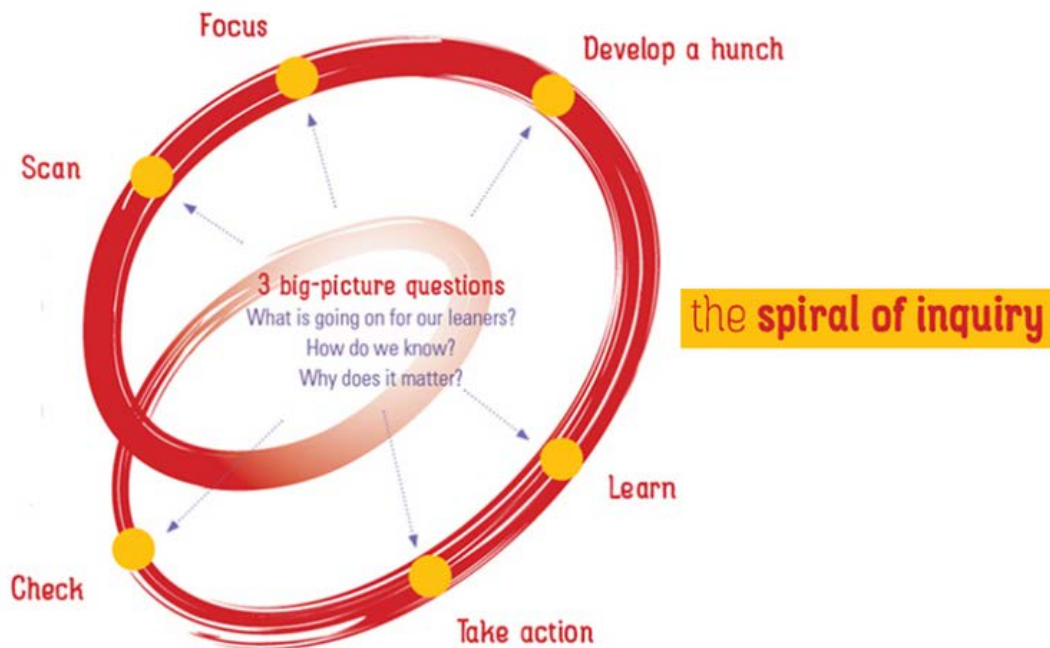 Focus
Develop a hunch
Scan
3 big-picture questions
What is going on for our leaners?
How do we know?
Why does it matter?
the spiral of inquiry
Learn
Check
Take action